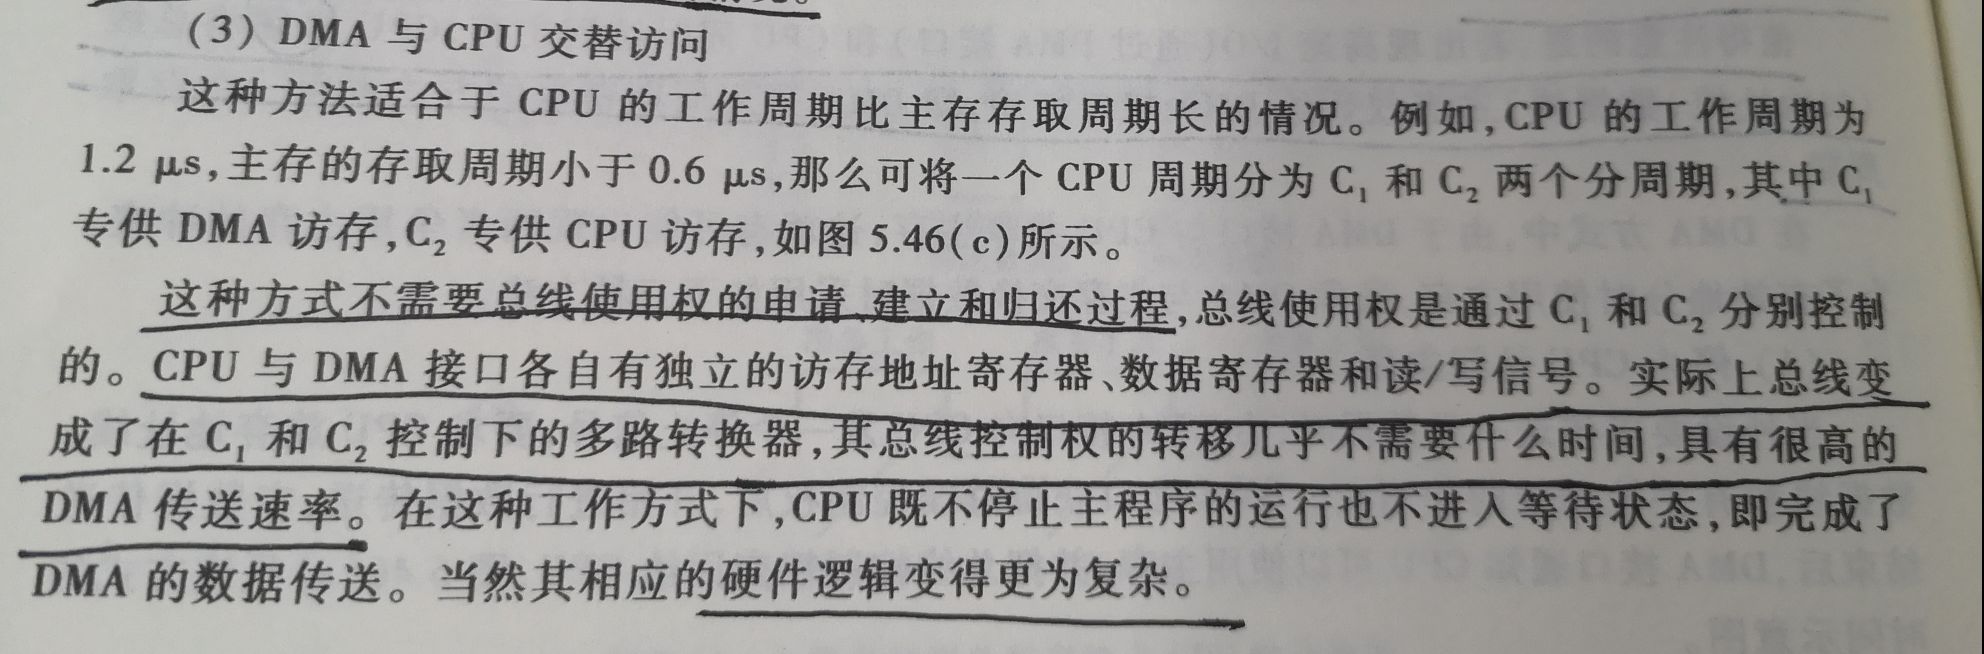 (3) DMA 与 CPU 交替访问
这种方法适合于 CPU 的工作周期比主存存取周期长的情况。例如,CPU 的工作周期为
1.2 μs,主存的存取周期小于 0.6 μs,那么可将一个 CPU 周期分为 C₁ 和 C₂ 两个分周期,其中 C₁
专供 DMA 访存,C₂ 专供 CPU 访存,如图 5.46(c)所示。
这种方式不需要总线使用权的申请、建立和归还过程,总线使用权是通过 C₁ 和 C₂ 分别控制
的。CPU 与 DMA 接口各自有独立的访存地址寄存器、数据寄存器和读/写信号。实际上总线变
成了在 C₁ 和 C₂ 控制下的多路转换器,其总线控制权的转移几乎不需要什么时间,具有很高的
DMA 传送速率。在这种工作方式下,CPU 既不停止主程序的运行也不进入等待状态,即完成了
DMA 的数据传送。当然其相应的硬件逻辑变得更为复杂。